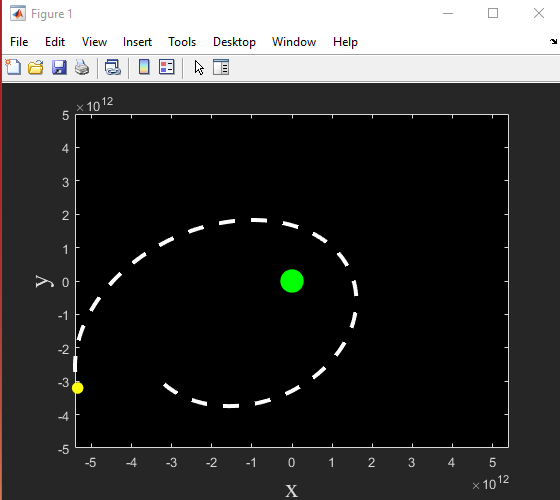 Figure 1
File Edit View Insert Tools Desktop Window Help
×10¹²
5
4
3
2
1
0
-1
-2
-3
-4
-5
y
-5 -4 -3 -2 -1 0 1 2 3 4 5
×10¹²
x